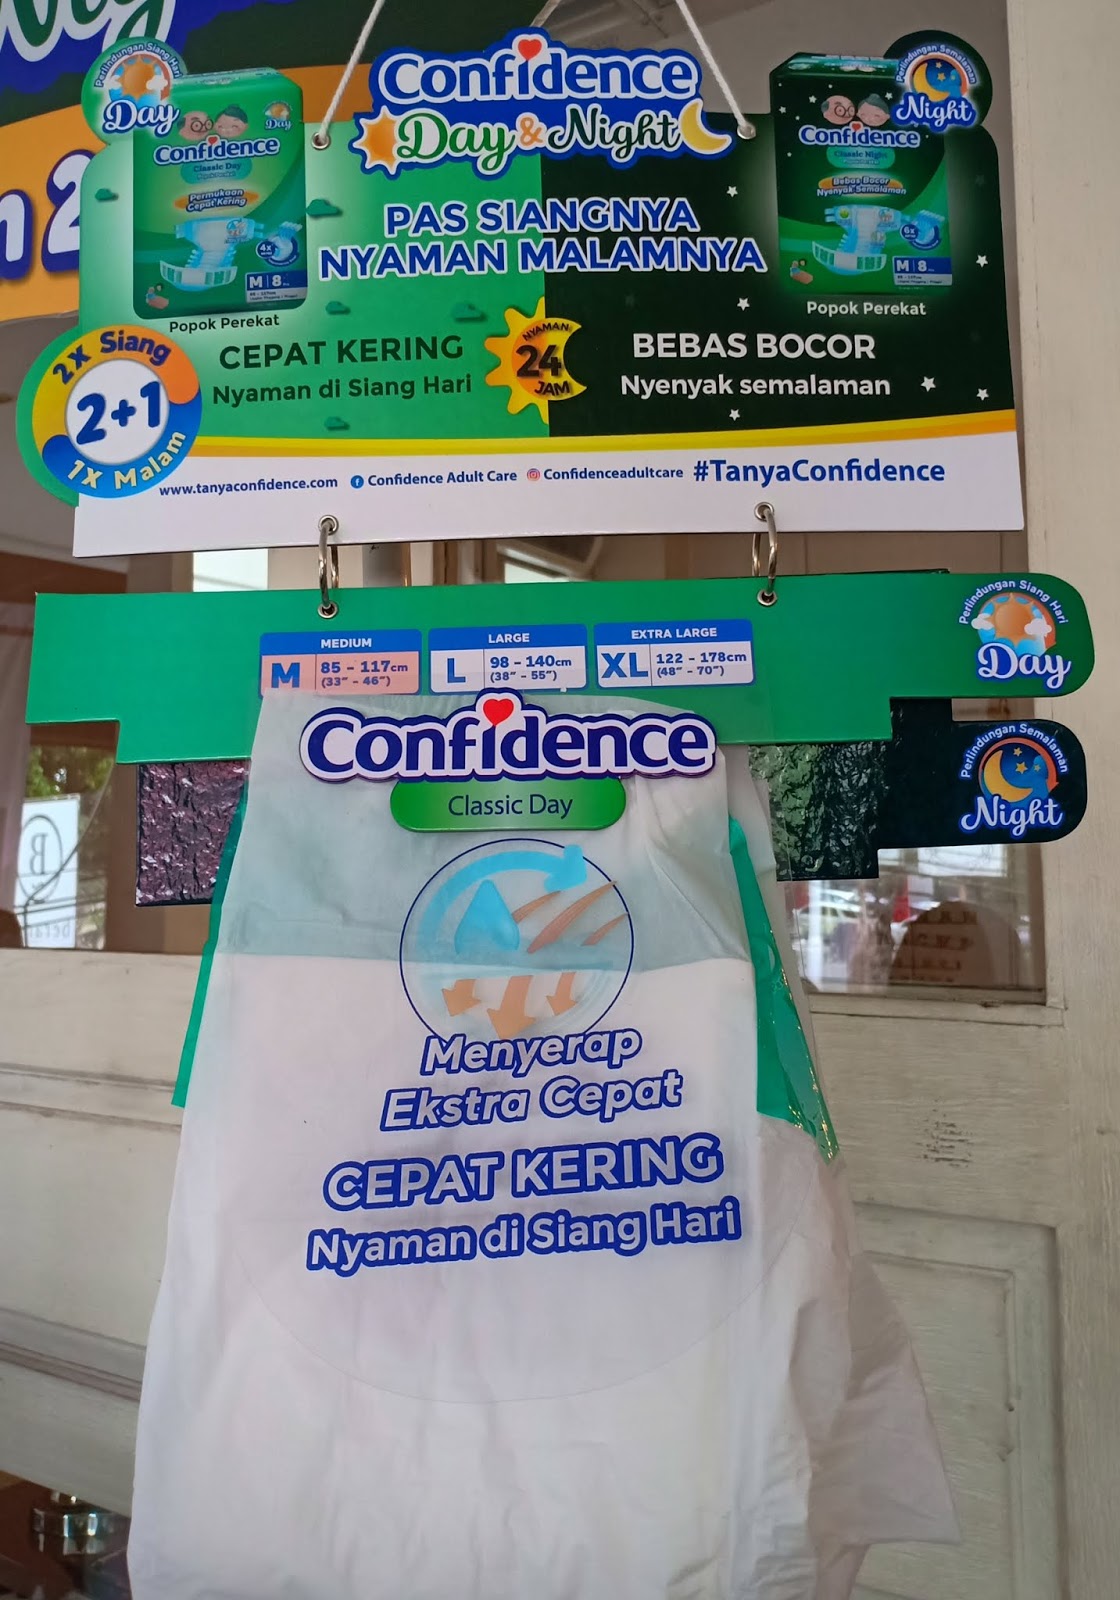 Perlindungan Siang Hari
Day
Confidence
Day & Night
Perlindungan Semalaman
Night
Day
Confidence
Classic Day
Permukaan
Cepat Kering
4x
M 8
Popok Perekat
PAS SIANGNYA
NYAMAN MALAMNYA
Confidence
Classic Night
Bebas Bocor
Nyenyak Semalaman
6x
M 8
Popok Perekat
CEPAT KERING
Nyaman di Siang Hari
NYAMAN
24
JAM
BEBAS BOCOR
Nyenyak semalaman
2x Siang
2+1
1x Malam
www.tanyaconfidence.com Confidence Adult Care Confidenceadultcare #TanyaConfidence
MEDIUM
M 85 - 117cm
(33" - 46")
LARGE
L 98 - 140cm
(38" - 55")
EXTRA LARGE
XL 122 - 178cm
(48" - 70")
Perlindungan Siang Hari
Day
Perlindungan Semalaman
Night
Confidence
Classic Day
Menyerap
Ekstra Cepat
CEPAT KERING
Nyaman di Siang Hari